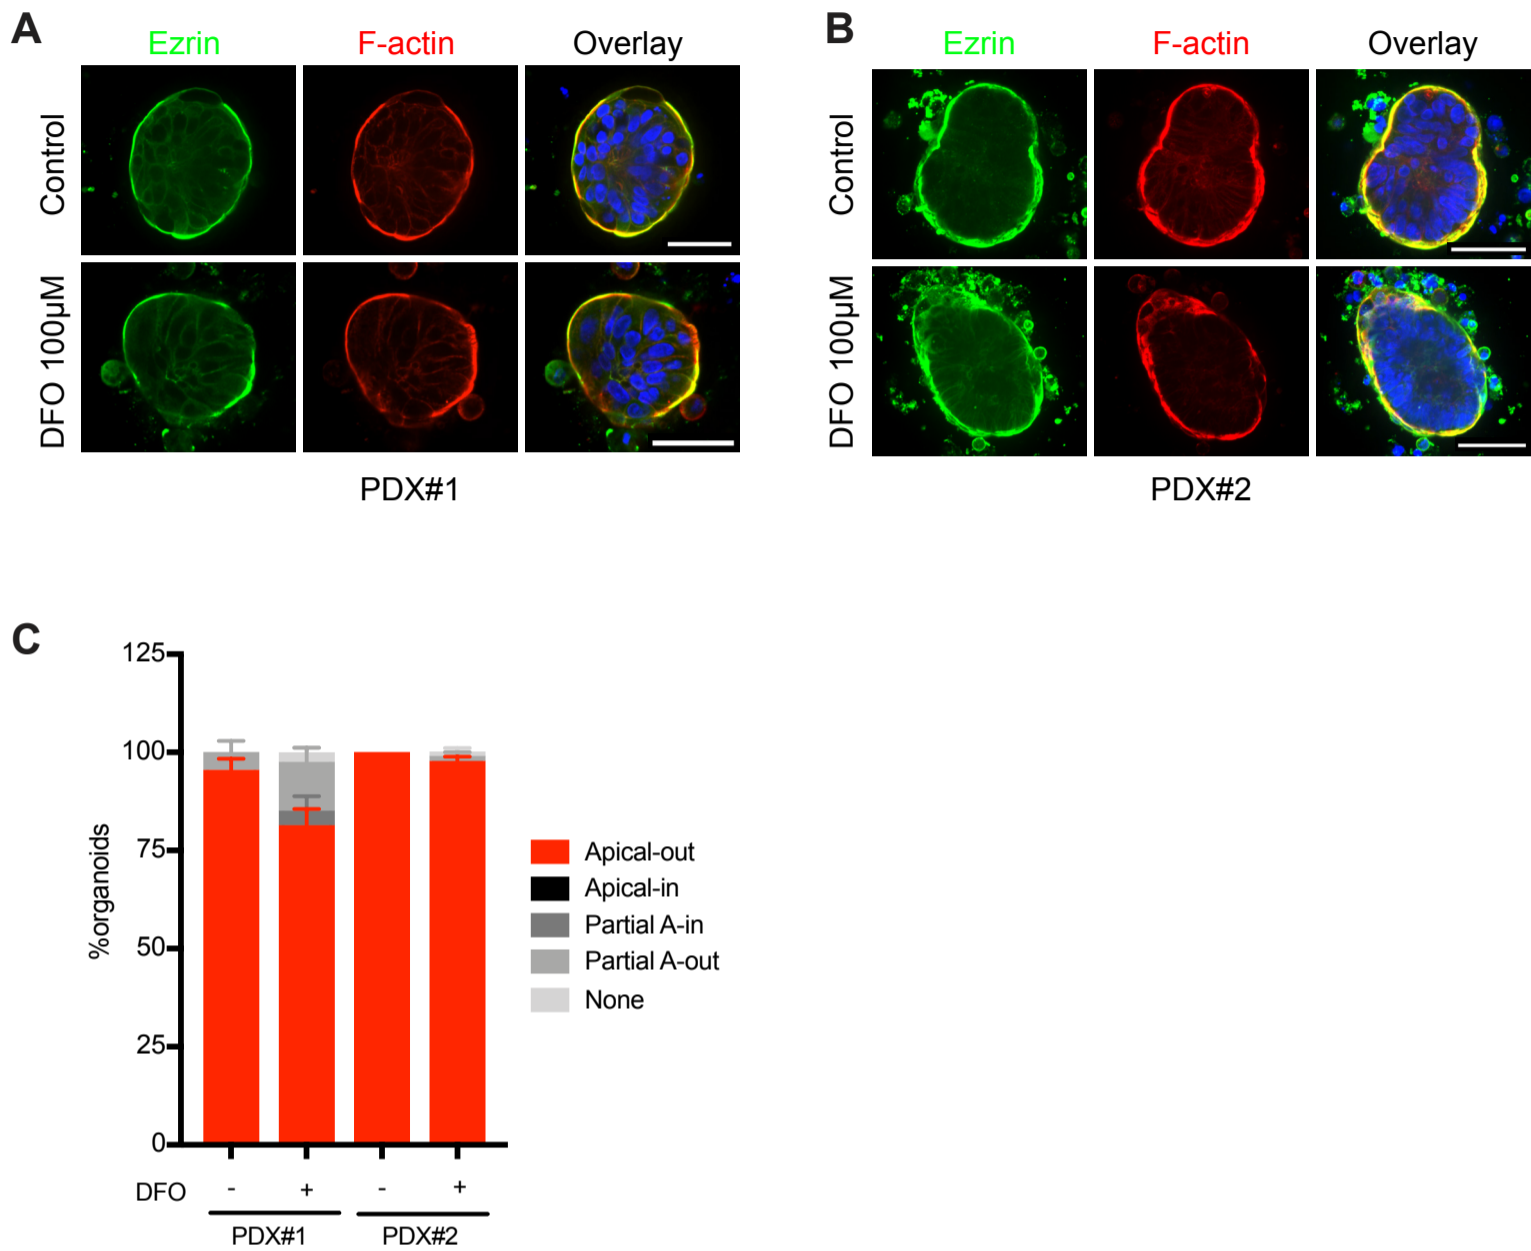 A
Ezrin F-actin Overlay
Control
DFO 100µM
PDX#1
B
Ezrin F-actin Overlay
Control
DFO 100µM
PDX#2
C
%organoids
125
100
75
50
25
0
Apical-out
Apical-in
Partial A-in
Partial A-out
None
DFO - + - +
PDX#1 PDX#2